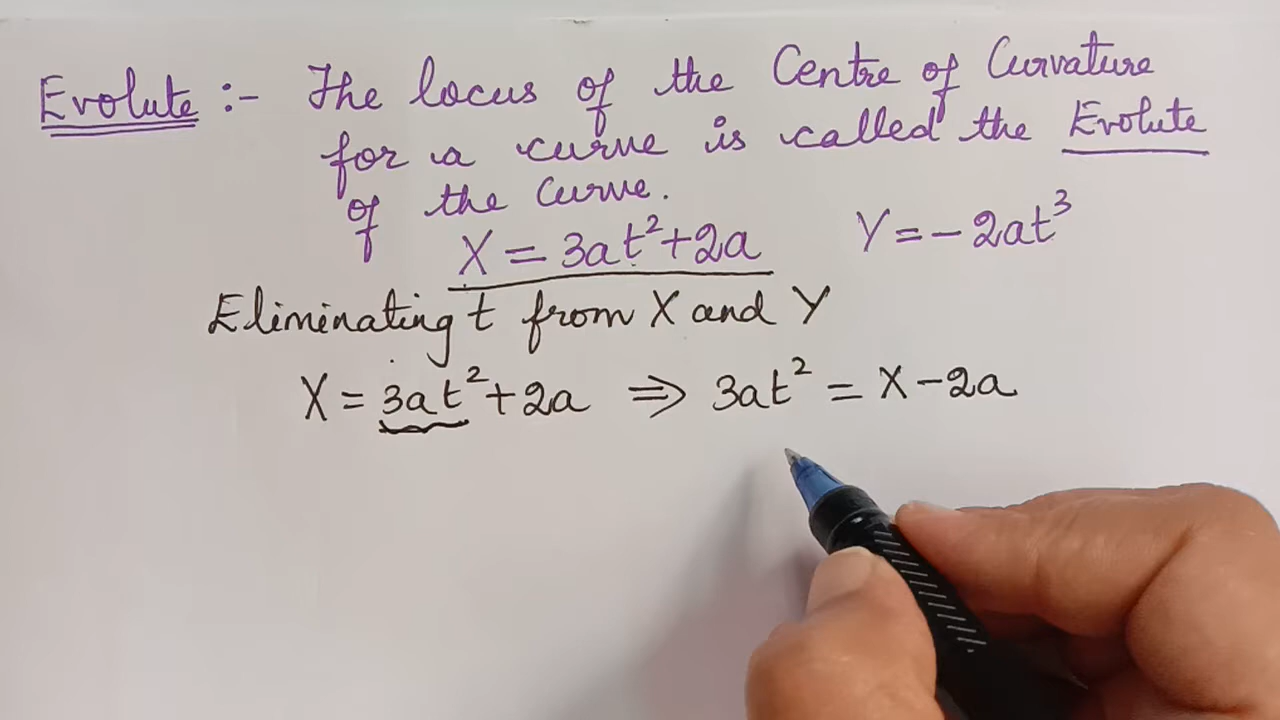 Evolute :- The locus of the Centre of Curvature
for a curve is called the Evolute
of the Curve.
X = 3at²+2a Y = -2at³
Eliminating t from X and Y
X = 3at²+2a ⇒ 3at² = X-2a